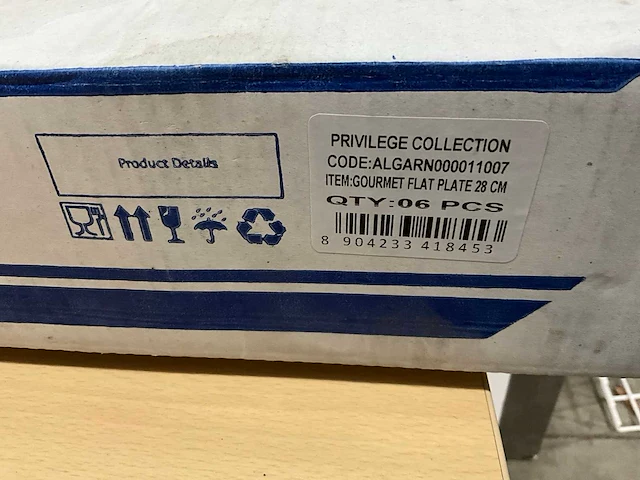 Product Details
PRIVILEGE COLLECTION
CODE:ALGARN000011007
ITEM:GOURMET FLAT PLATE 28 CM
QTY:06 PCS
8 904233 418453